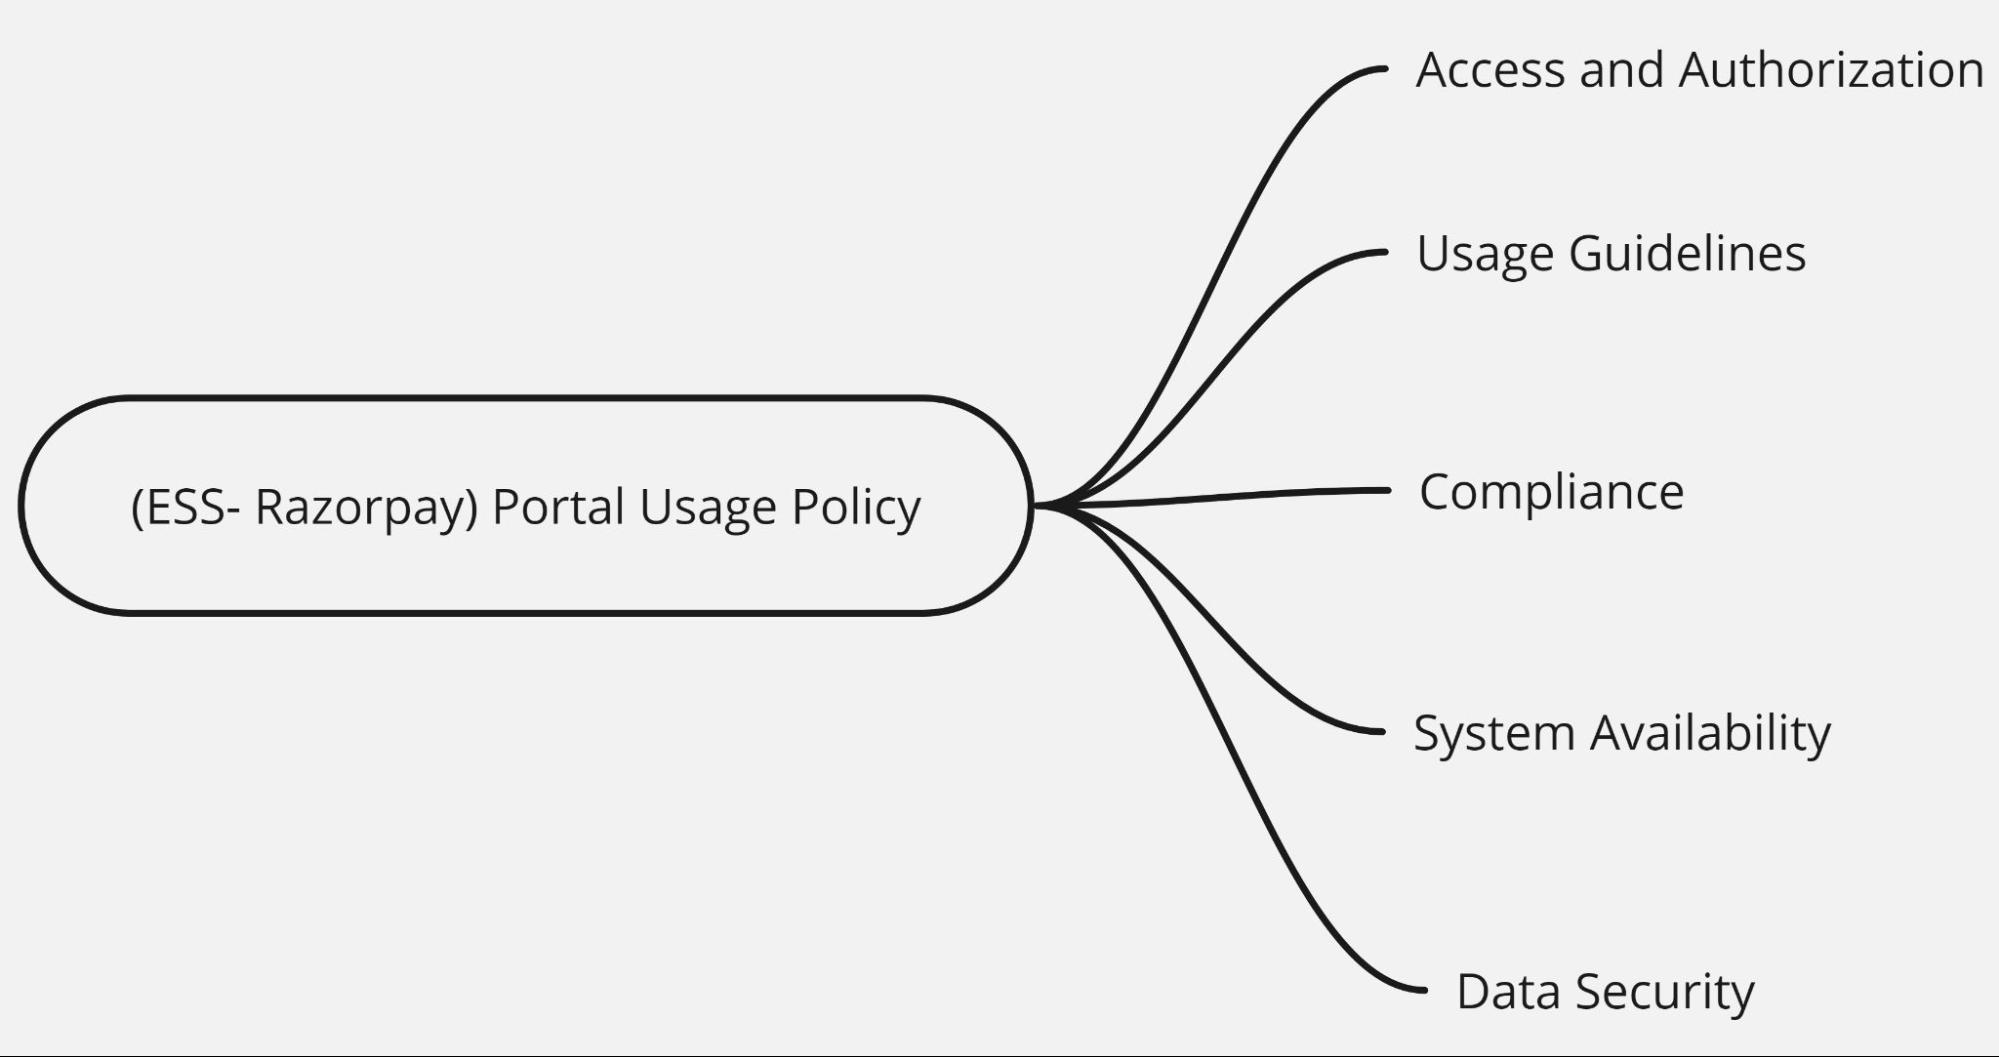 Access and Authorization
Usage Guidelines
(ESS- Razorpay) Portal Usage Policy
Compliance
System Availability
Data Security